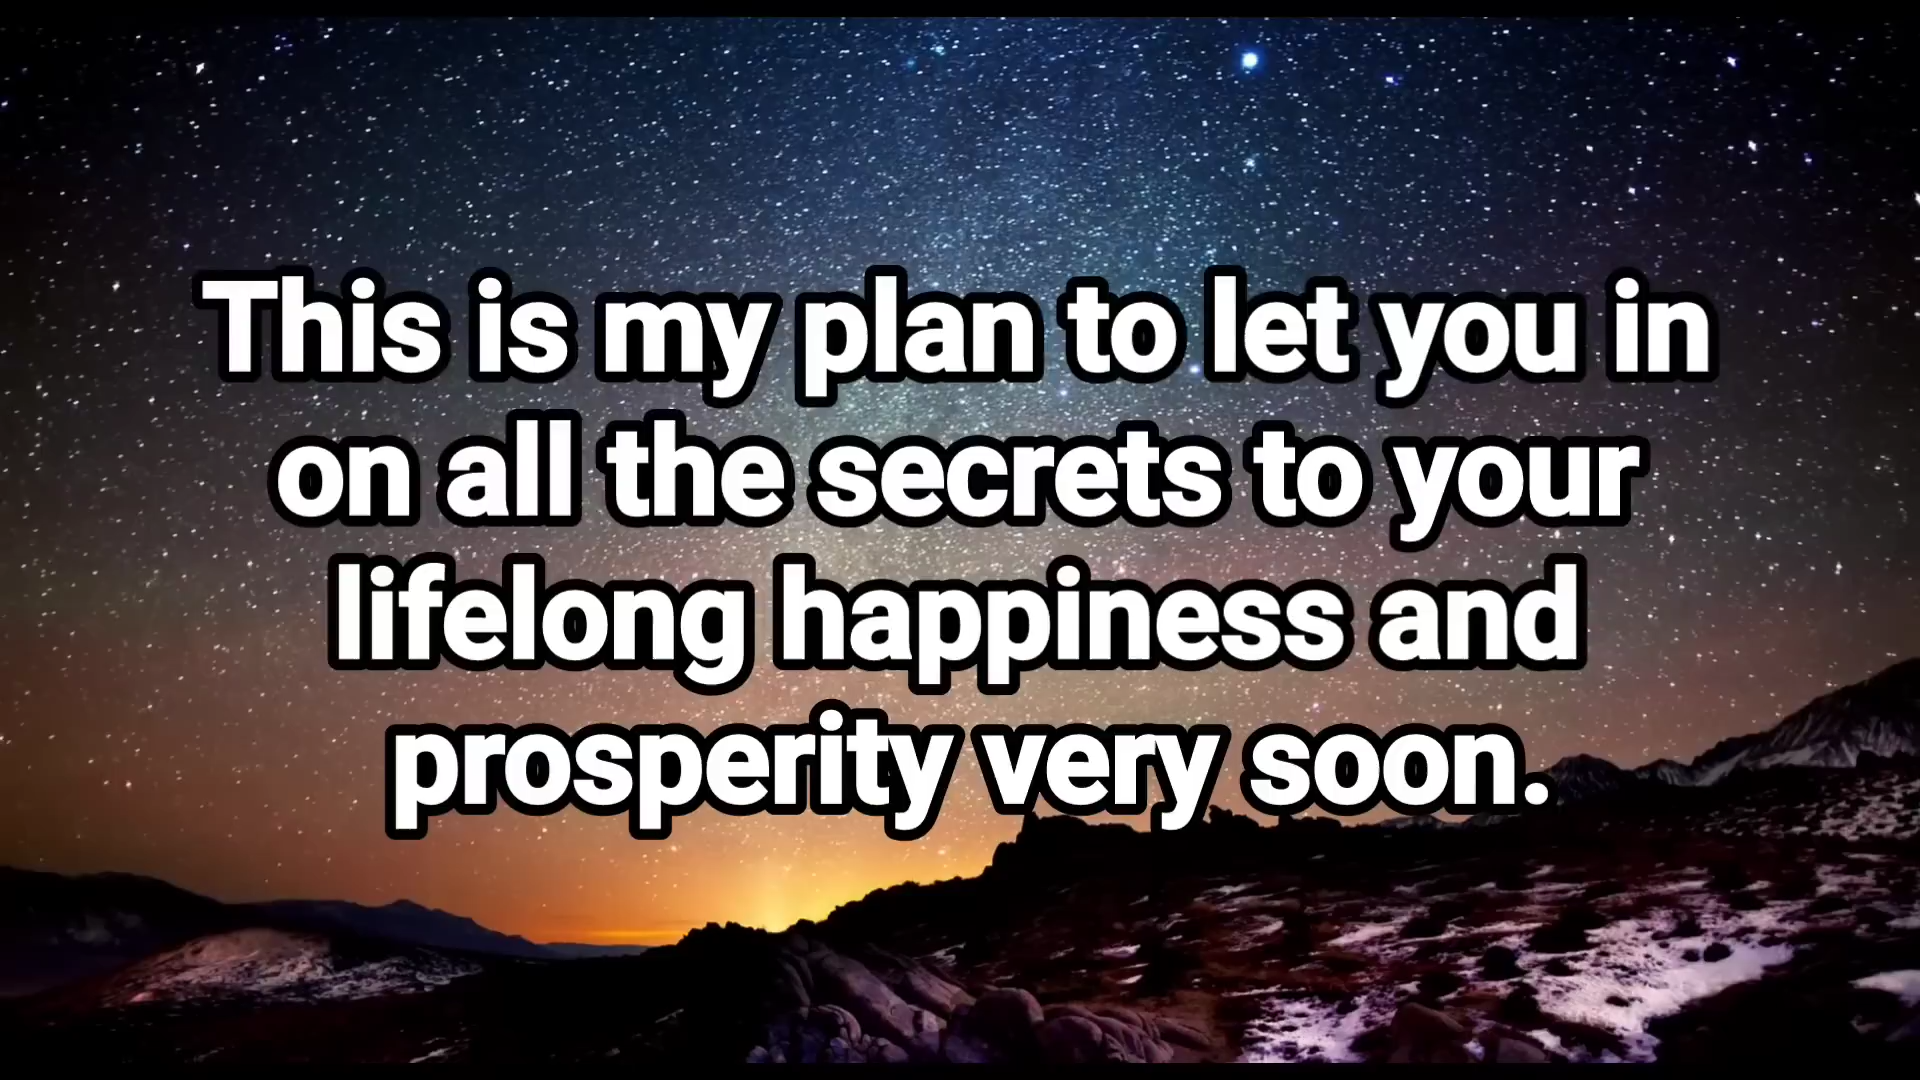 This is my plan to let you in
on all the secrets to your
lifelong happiness and
prosperity very soon.